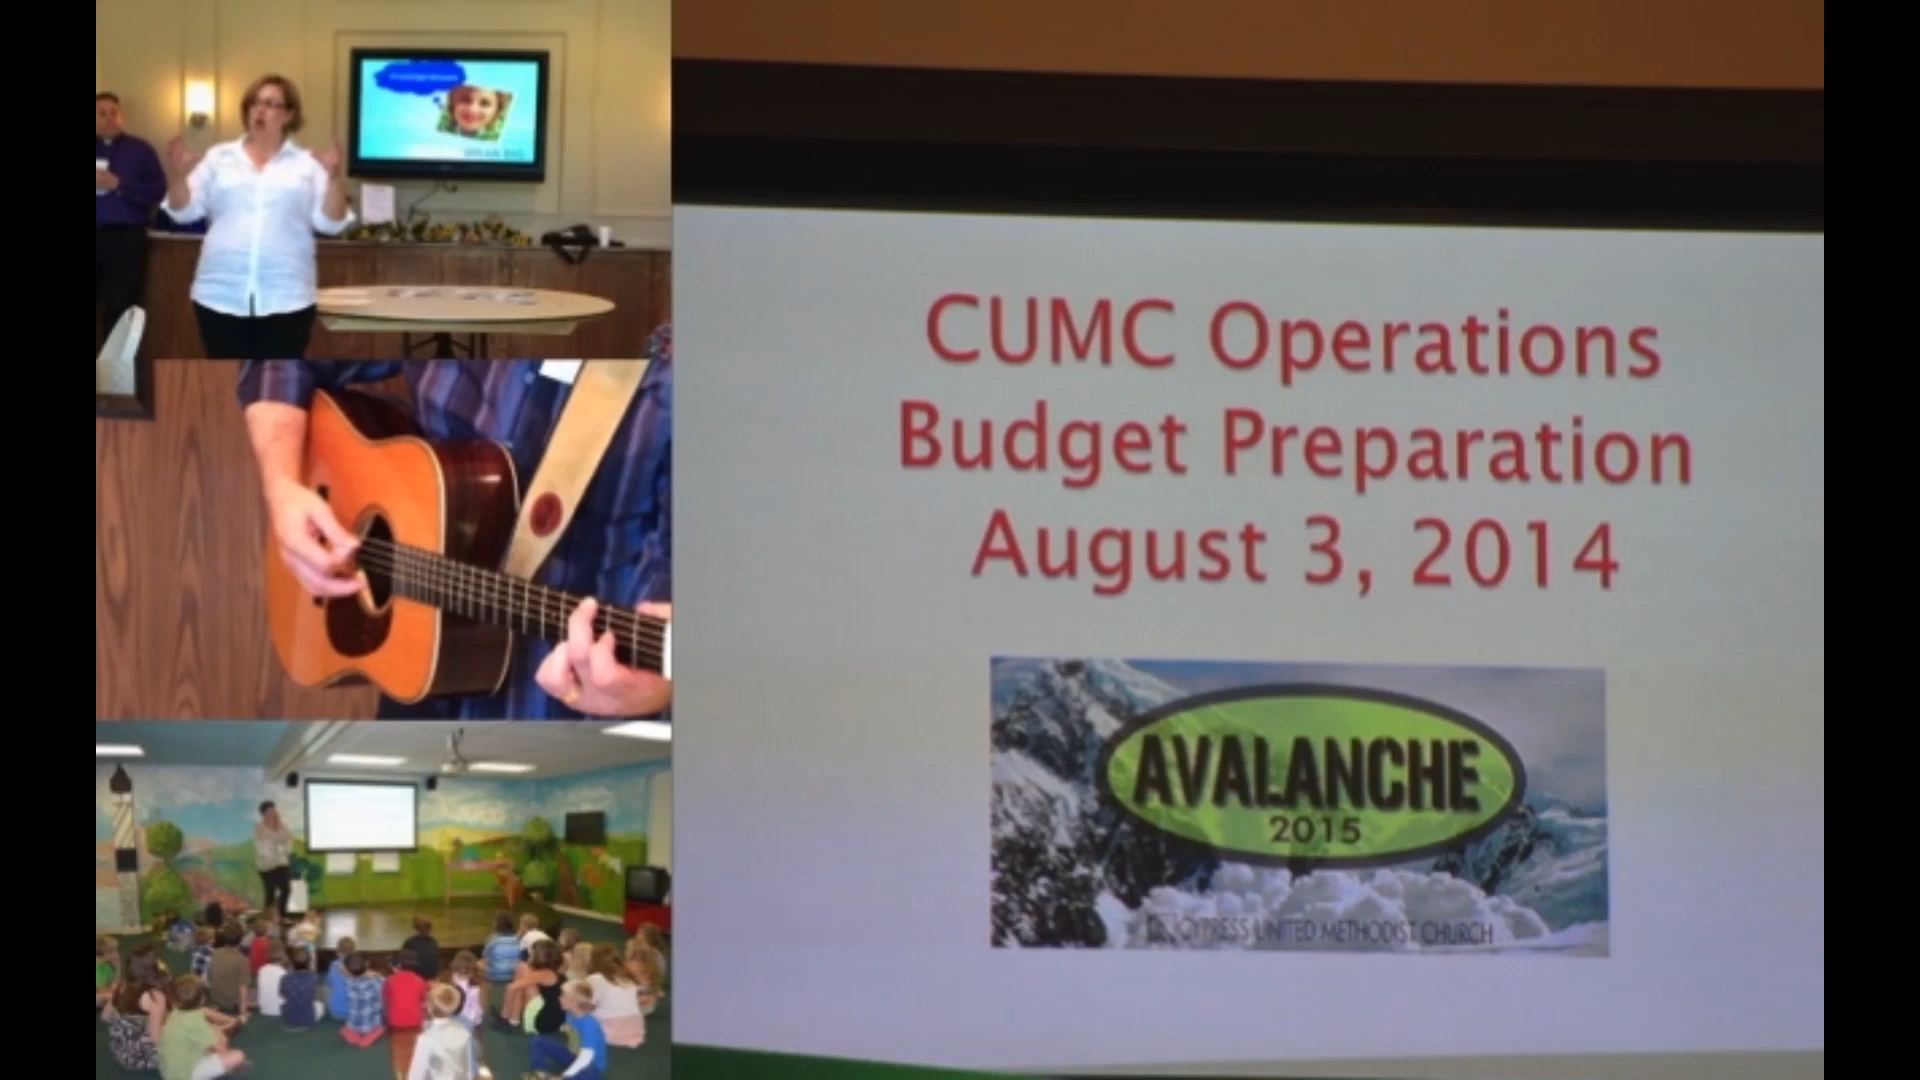 CUMC Operations
Budget Preparation
August 3, 2014
AVALANCHE
2015
CYPRESS UNITED METHODIST CHURCH